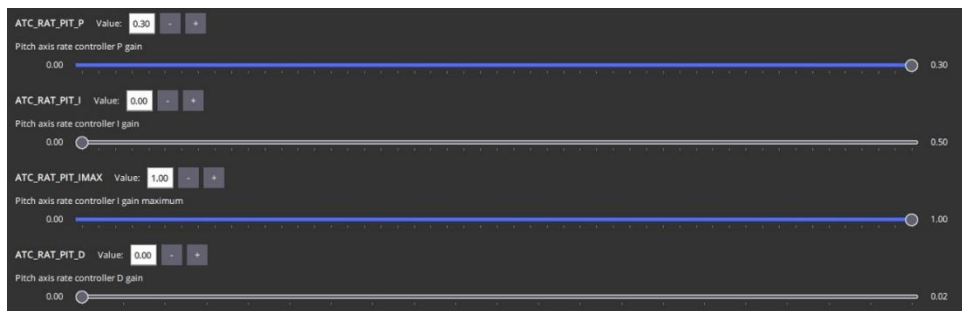 ATC_RAT_PIT_P Value: 0.30 - +
Pitch axis rate controller P gain
0.00 0.30
ATC_RAT_PIT_I Value: 0.00 - +
Pitch axis rate controller I gain
0.00 0.50
ATC_RAT_PIT_IMAX Value: 1.00 - +
Pitch axis rate controller I gain maximum
0.00 1.00
ATC_RAT_PIT_D Value: 0.00 - +
Pitch axis rate controller D gain
0.00 0.02